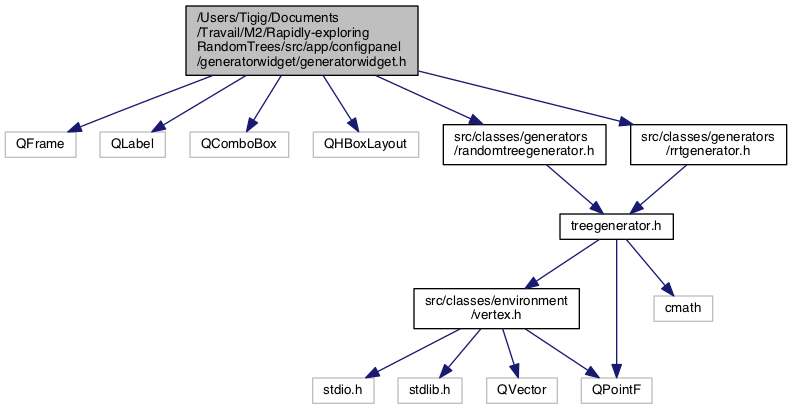 /Users/Tigig/Documents
/Travail/M2/Rapidly-exploring
RandomTrees/src/app/configpanel
/generatorwidget/generatorwidget.h
QFrame
QLabel
QComboBox
QHBoxLayout
src/classes/generators
/randomtreegenerator.h
src/classes/generators
/rrtgenerator.h
treegenerator.h
src/classes/environment
/vertex.h
cmath
stdio.h
stdlib.h
QVector
QPointF